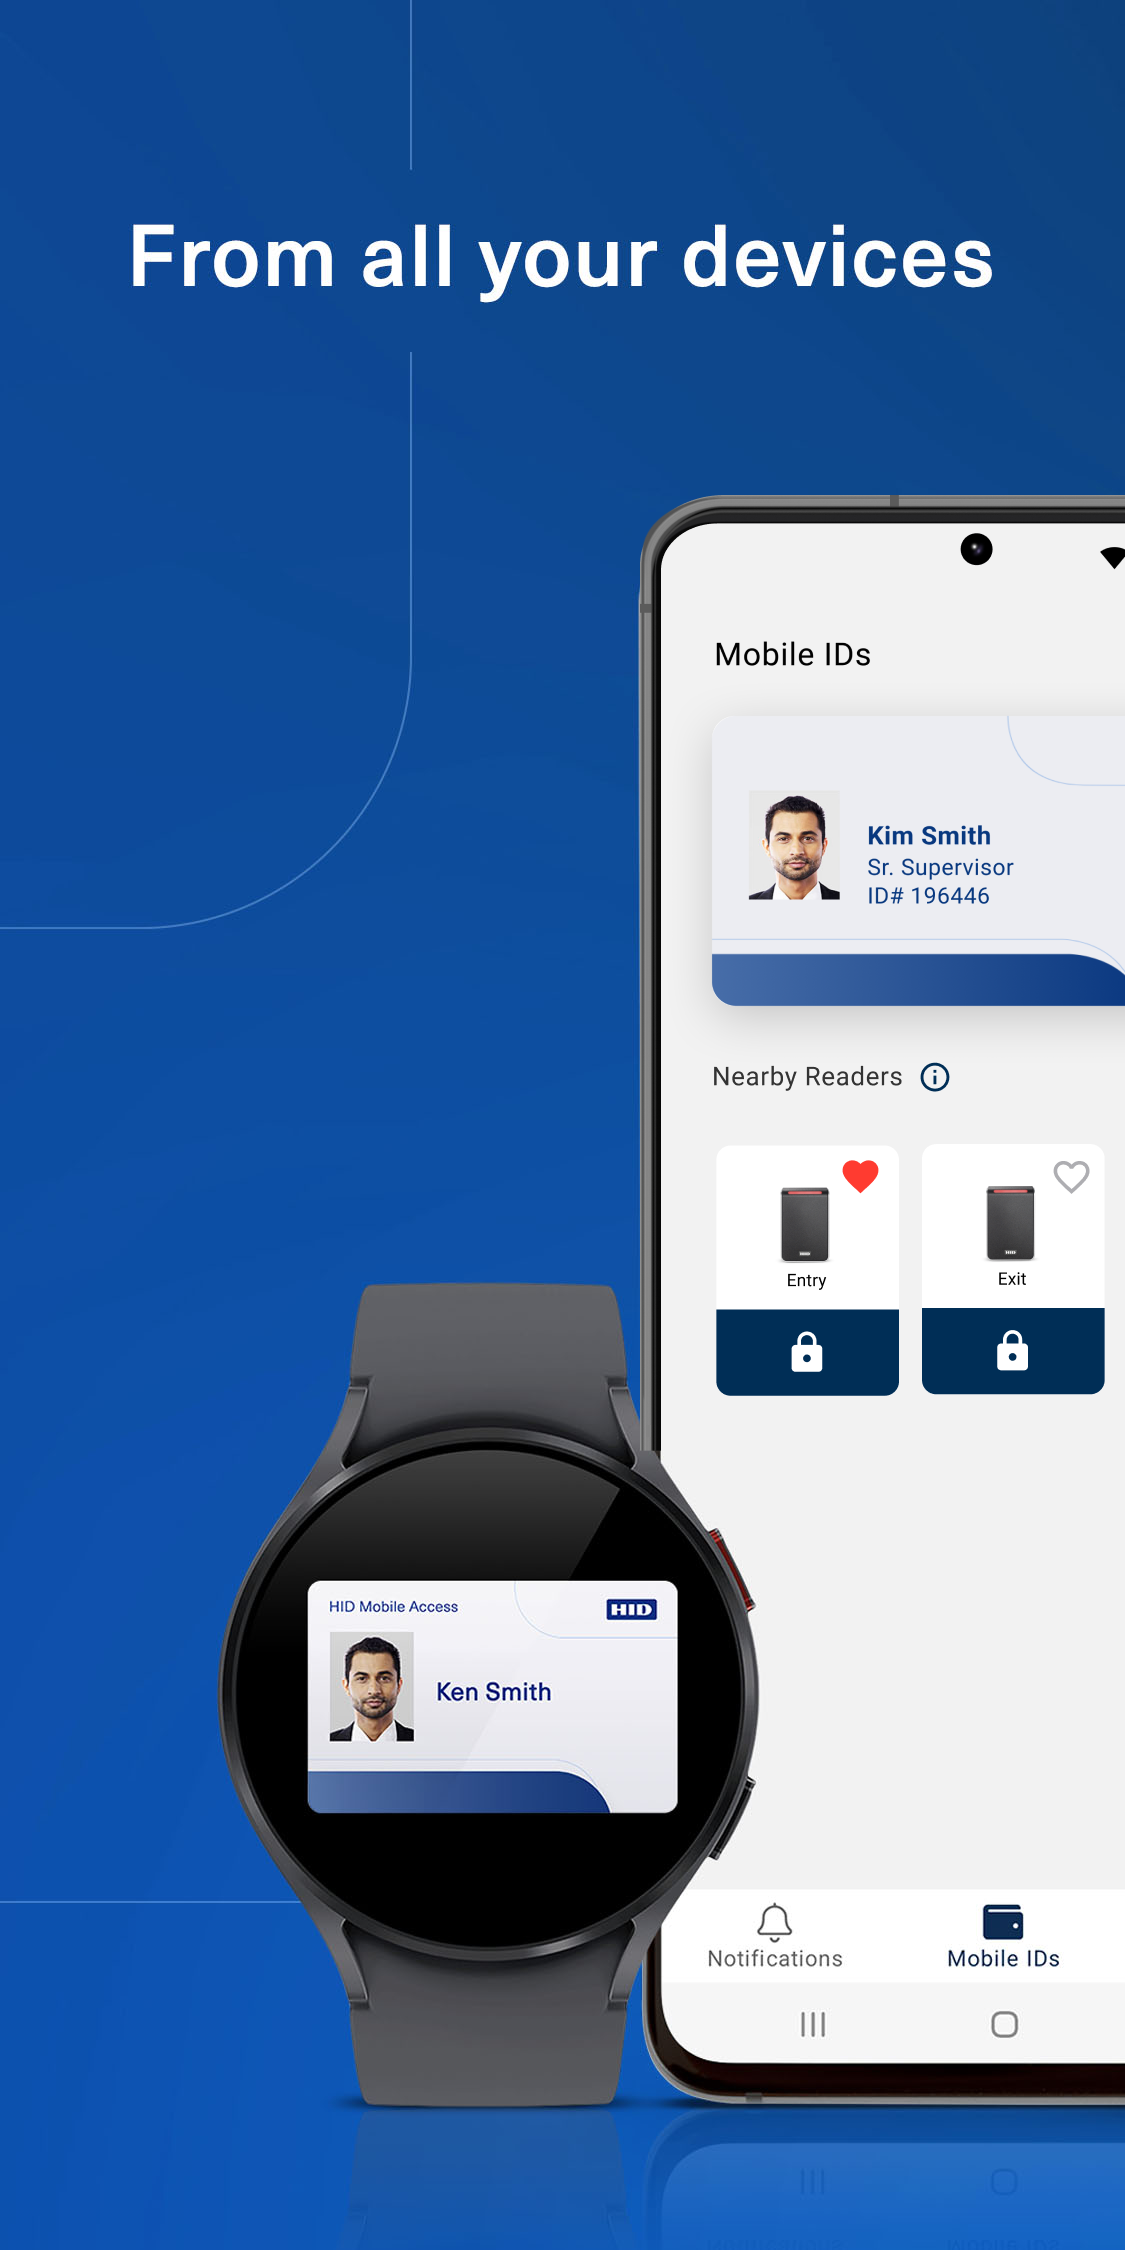 From all your devices
Mobile IDs
Kim Smith
Sr. Supervisor
ID# 196446
Nearby Readers
Entry
Exit
HID
HID Mobile Access
HID
Ken Smith
Notifications
Mobile IDs